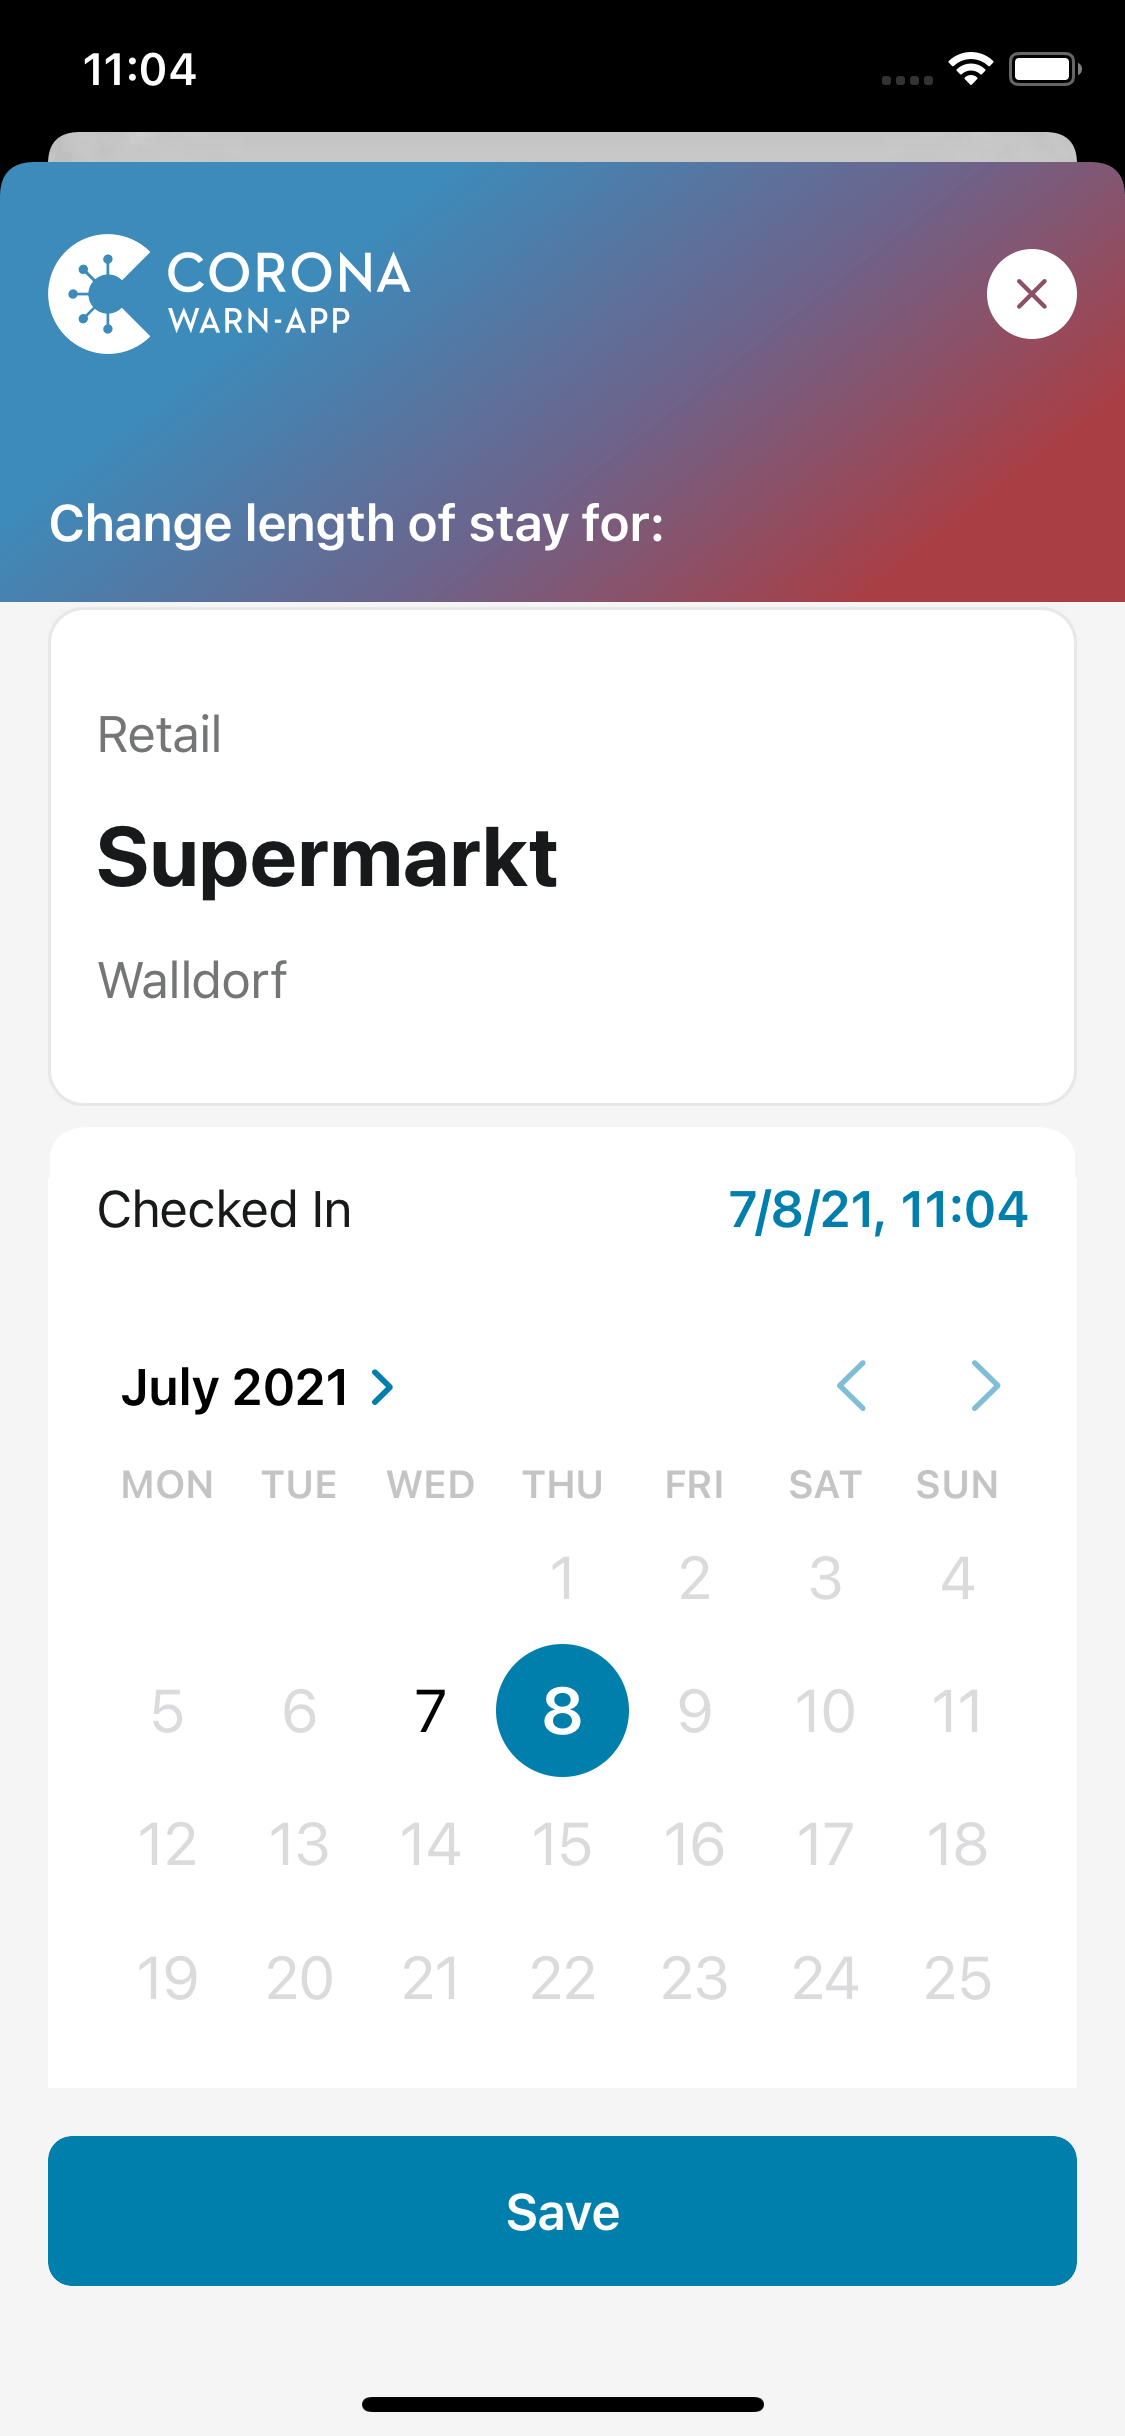 11:04
CORONA
WARN-APP
Change length of stay for:
Retail
Supermarkt
Walldorf
Checked In 7/8/21, 11:04
July 2021
MON TUE WED THU FRI SAT SUN
1 2 3 4
5 6 7 8 9 10 11
12 13 14 15 16 17 18
19 20 21 22 23 24 25
Save